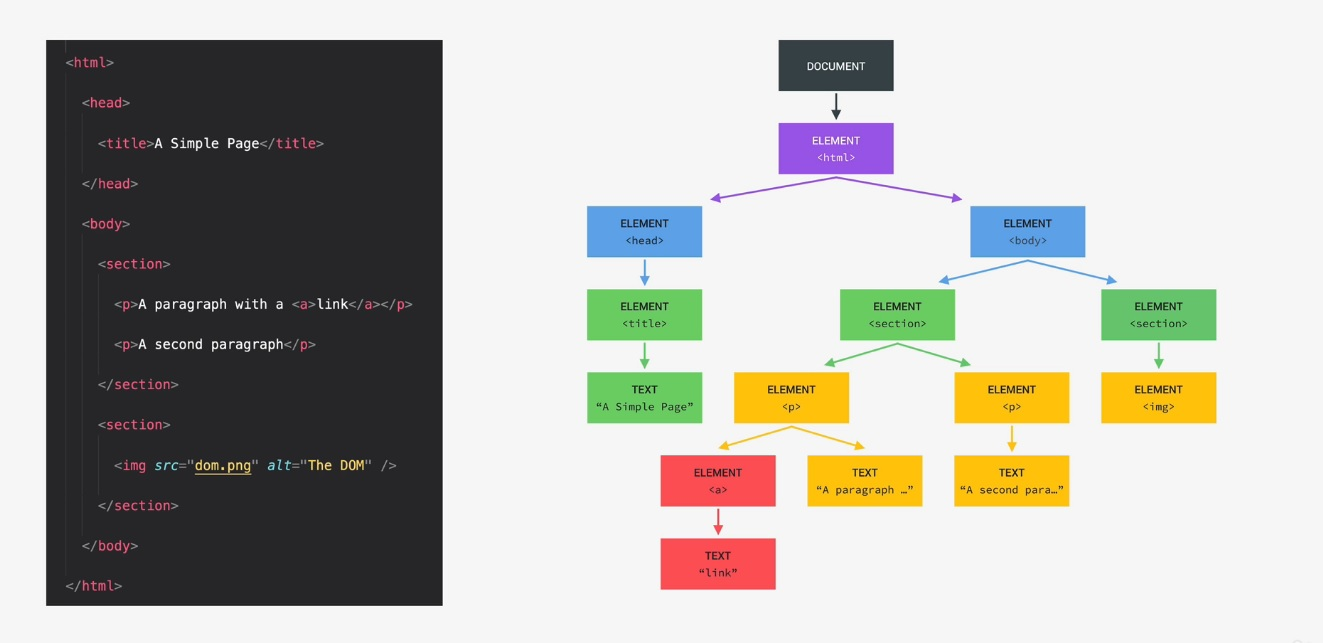 <html>
<head>
<title>A Simple Page</title>
</head>
<body>
<section>
<p>A paragraph with a <a>link</a></p>
<p>A second paragraph</p>
</section>
<section>
<img src="dom.png" alt="The DOM" />
</section>
</body>
</html>
DOCUMENT
ELEMENT
<html>
ELEMENT
<head>
ELEMENT
<body>
ELEMENT
<title>
ELEMENT
<section>
ELEMENT
<section>
TEXT
“A Simple Page”
ELEMENT
<p>
ELEMENT
<p>
ELEMENT
<img>
ELEMENT
<a>
TEXT
“A paragraph …”
TEXT
“A second para…”
TEXT
“link”